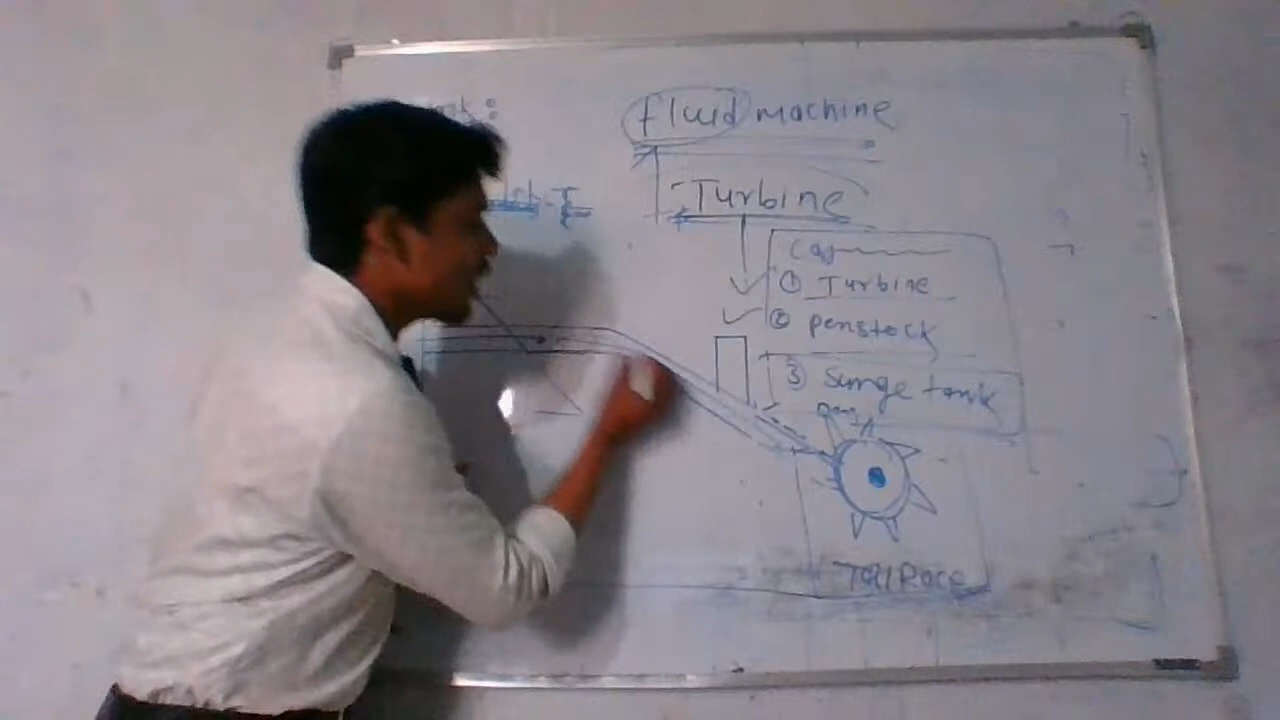 fluid machine
Turbine
① Turbine
② penstock
③ Surge tank
Tail Race